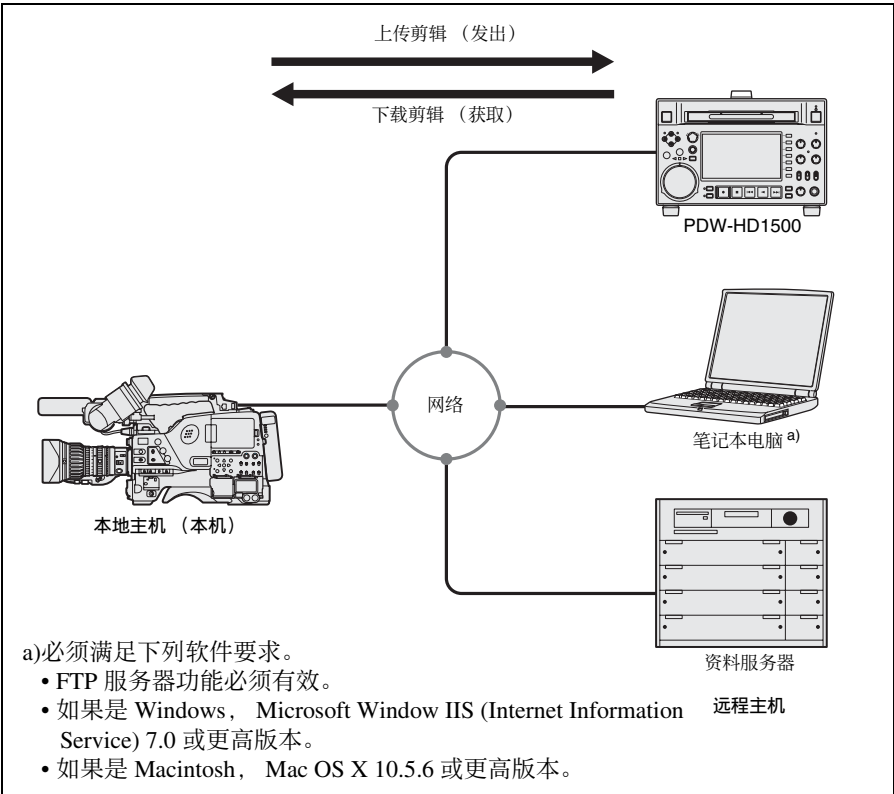 上传剪辑 （发出）
下载剪辑 （获取）
PDW-HD1500
网络
笔记本电脑 a)
本地主机 （本机）
资料服务器
远程主机
a)必须满足下列软件要求。
• FTP 服务器功能必须有效。
• 如果是 Windows， Microsoft Window IIS (Internet Information
Service) 7.0 或更高版本。
• 如果是 Macintosh， Mac OS X 10.5.6 或更高版本。